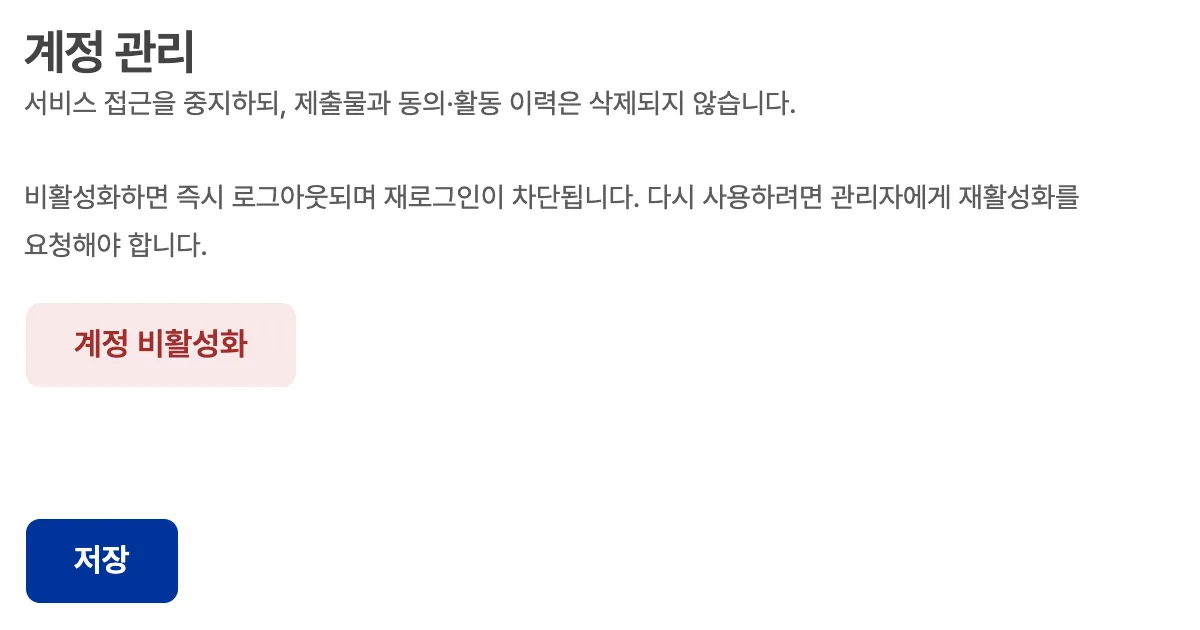 계정 관리
서비스 접근을 중지하되, 제출물과 동의·활동 이력은 삭제되지 않습니다.
비활성화하면 즉시 로그아웃되며 재로그인이 차단됩니다. 다시 사용하려면 관리자에게 재활성화를
요청해야 합니다.
계정 비활성화
저장